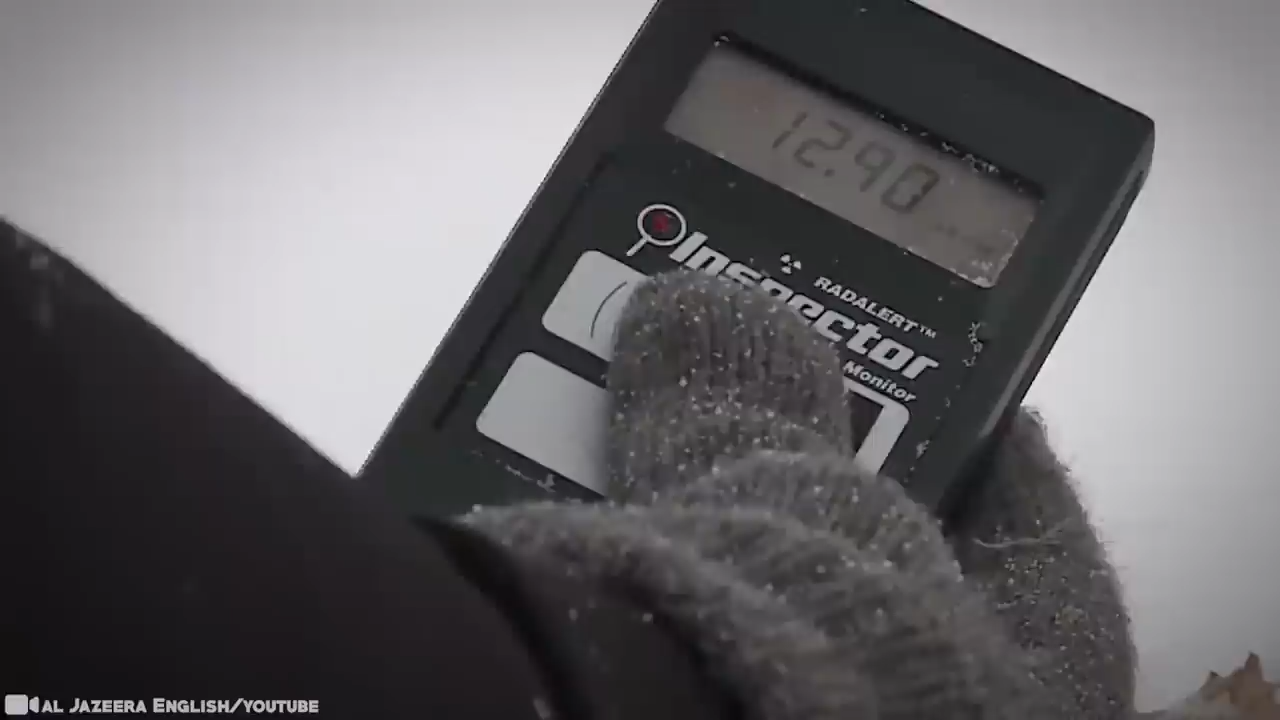 12.90
Inspector
RADALERT™
Monitor
AL JAZEERA ENGLISH/YOUTUBE